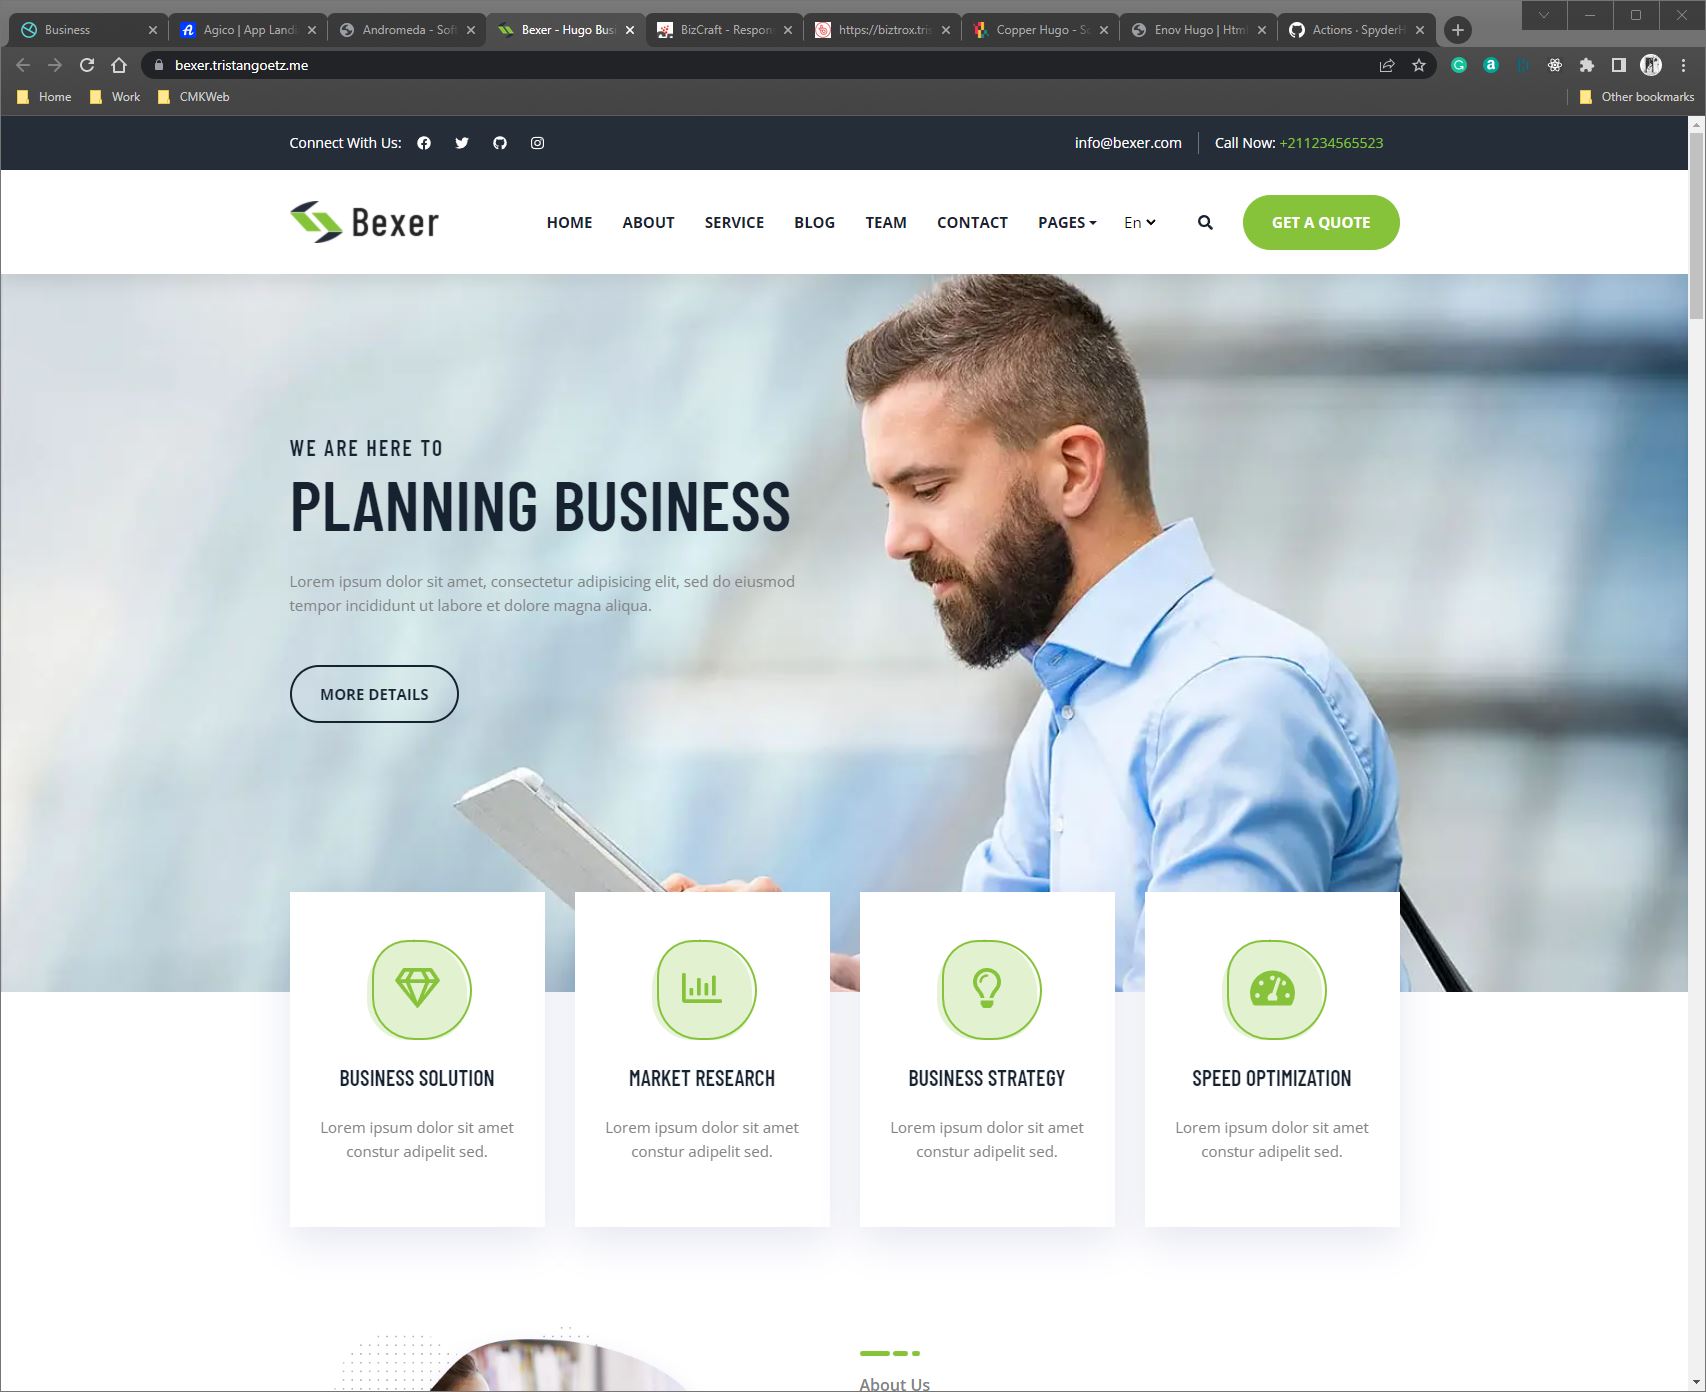 Business
Agico | App Landi
Andromeda - Soft
Bexer - Hugo Busi
BizCraft - Respon
https://biztrox.tris
Copper Hugo - Sc
Enov Hugo | Html
Actions · SpyderH
bexer.tristangoetz.me
Home
Work
CMKWeb
Other bookmarks
Connect With Us:
info@bexer.com
Call Now: +211234565523
Bexer
HOME
ABOUT
SERVICE
BLOG
TEAM
CONTACT
PAGES
En
GET A QUOTE
WE ARE HERE TO
PLANNING BUSINESS
Lorem ipsum dolor sit amet, consectetur adipisicing elit, sed do eiusmod
tempor incididunt ut labore et dolore magna aliqua.
MORE DETAILS
BUSINESS SOLUTION
Lorem ipsum dolor sit amet
constur adipelit sed.
MARKET RESEARCH
Lorem ipsum dolor sit amet
constur adipelit sed.
BUSINESS STRATEGY
Lorem ipsum dolor sit amet
constur adipelit sed.
SPEED OPTIMIZATION
Lorem ipsum dolor sit amet
constur adipelit sed.
About Us